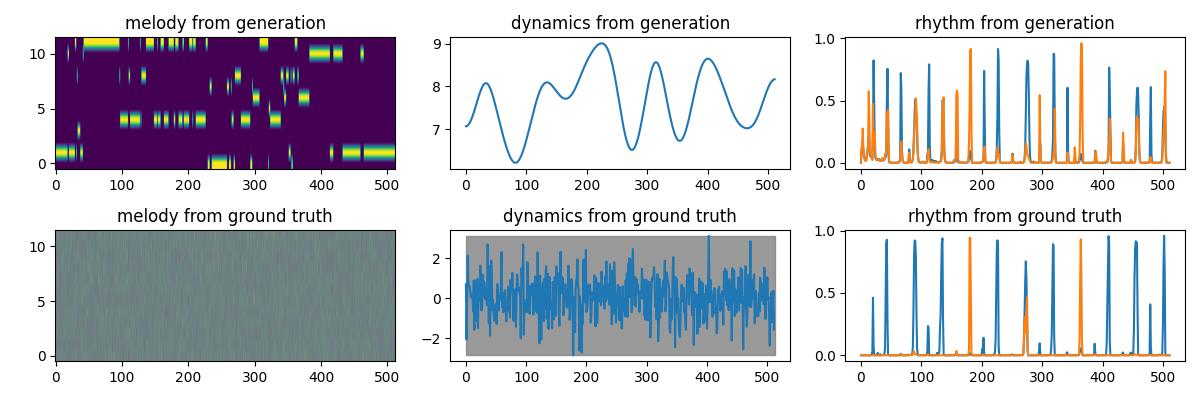 melody from generation
10
5
0
0 100 200 300 400 500
dynamics from generation
9
8
7
0 100 200 300 400 500
rhythm from generation
1.0
0.5
0.0
0 100 200 300 400 500
melody from ground truth
10
5
0
0 100 200 300 400 500
dynamics from ground truth
2
0
−2
0 100 200 300 400 500
rhythm from ground truth
1.0
0.5
0.0
0 100 200 300 400 500